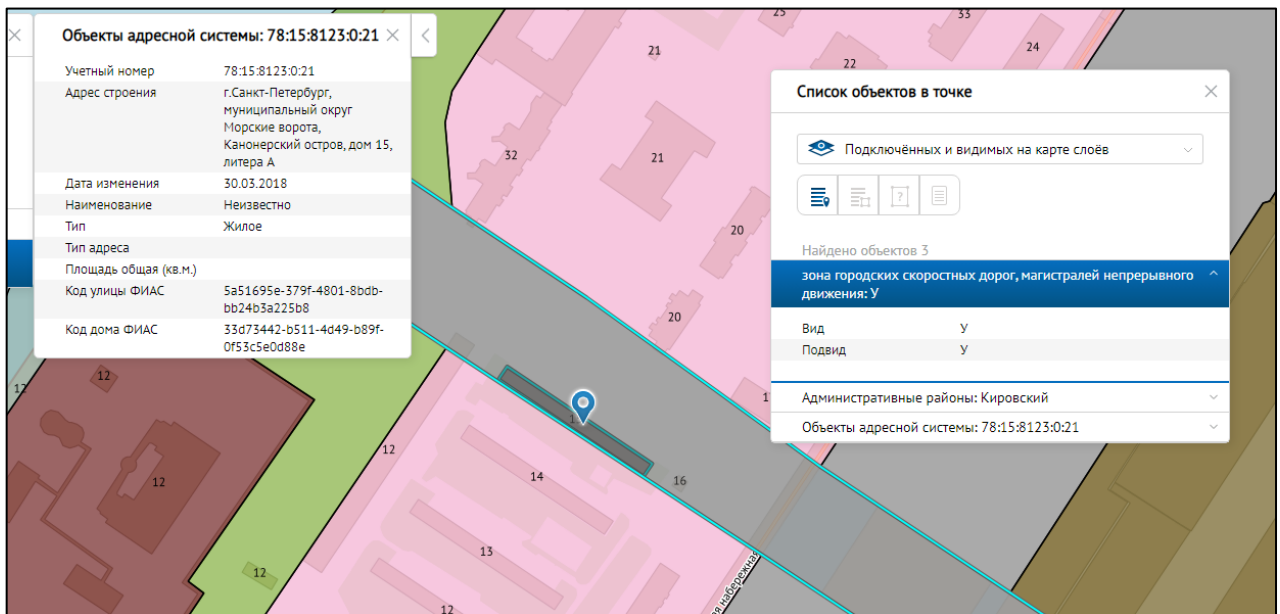 Объекты адресной системы: 78:15:8123:0:21
Учетный номер 78:15:8123:0:21
Адрес строения г.Санкт-Петербург,
муниципальный округ
Морские ворота,
Канонерский остров, дом 15,
литера А
Дата изменения 30.03.2018
Наименование Неизвестно
Тип Жилое
Тип адреса
Площадь общая (кв.м.)
Код улицы ФИАС 5a51695e-379f-4801-8bdb-
bb24b3a225b8
Код дома ФИАС 33d73442-b511-4d49-b89f-
0f53c5e0d88e
Список объектов в точке
Подключённых и видимых на карте слоёв
Найдено объектов 3
зона городских скоростных дорог, магистралей непрерывного
движения: У
Вид У
Подвид У
Административные районы: Кировский
Объекты адресной системы: 78:15:8123:0:21
25
33
21
22
24
32
21
20
20
12
12
12
12
14
16
13
12
12
набережная